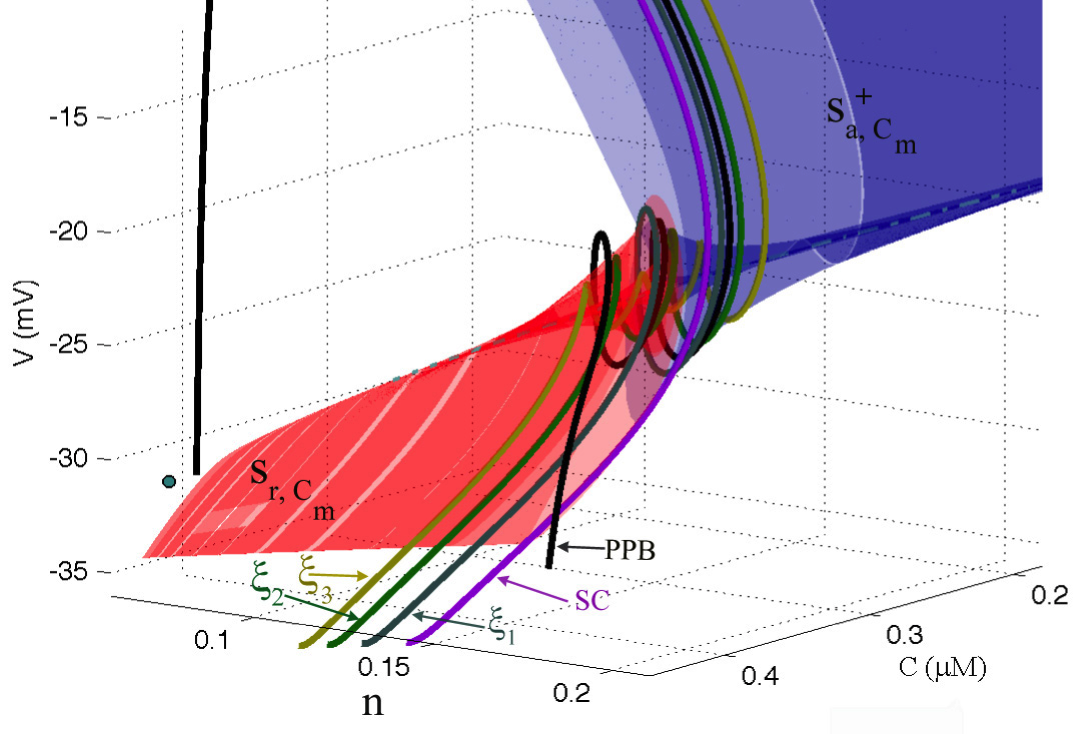 -15
-20
-25
-30
-35
V (mV)
S+a, Cm
Sr, Cm
ξ2
ξ3
PPB
SC
ξ1
0.1
0.15
0.2
n
0.2
0.3
0.4
C (μM)